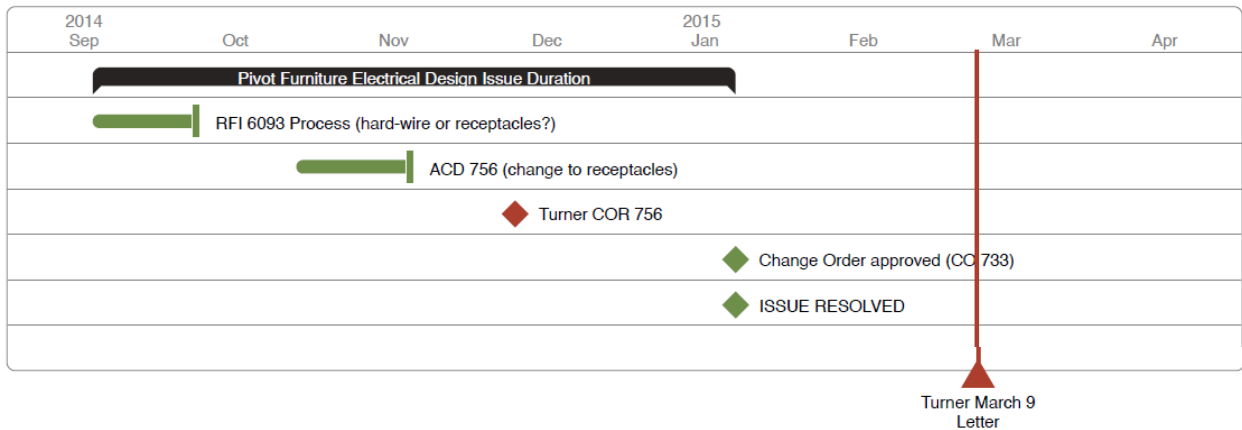 2014 2015
Sep Oct Nov Dec Jan Feb Mar Apr
Pivot Furniture Electrical Design Issue Duration
RFI 6093 Process (hard-wire or receptacles?)
ACD 756 (change to receptacles)
Turner COR 756
Change Order approved (CO 733)
ISSUE RESOLVED
Turner March 9
Letter